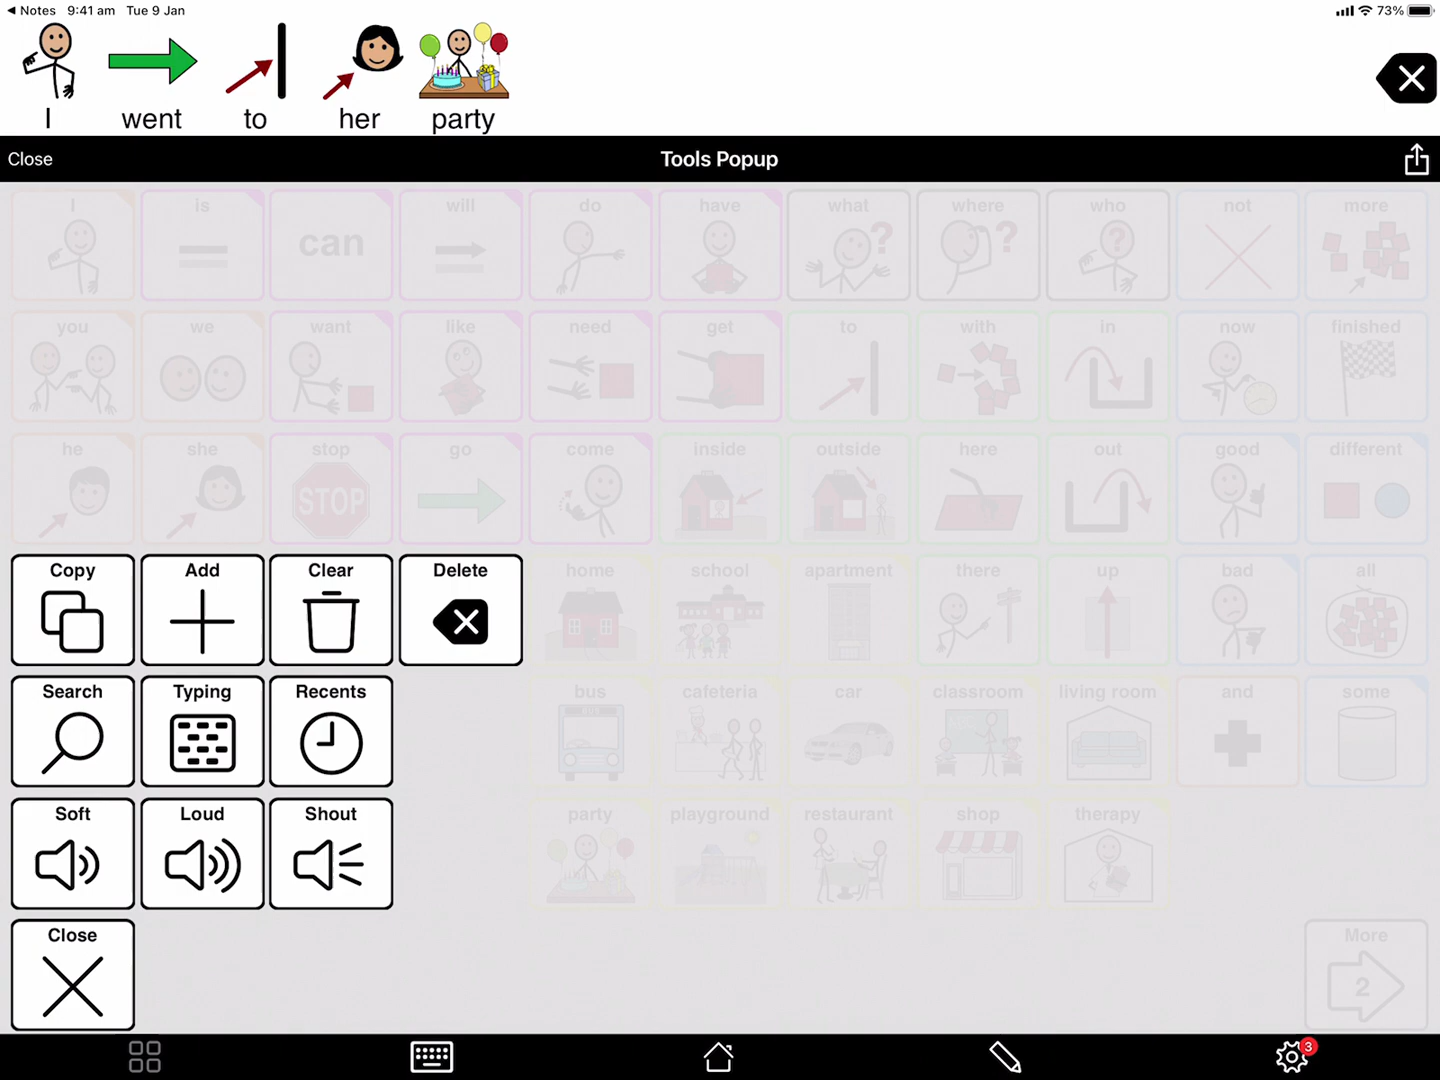 Notes 9:41 am Tue 9 Jan 73%
I went to her party
Close Tools Popup
I is can will do have what where who not more
you we want like need get to with in now finished
he she stop go come inside outside here out good different
STOP
Copy Add Clear Delete home school apartment there up bad all
Search Typing Recents bus cafeteria car classroom living room and some
Soft Loud Shout party playground restaurant shop therapy
Close More
2
3